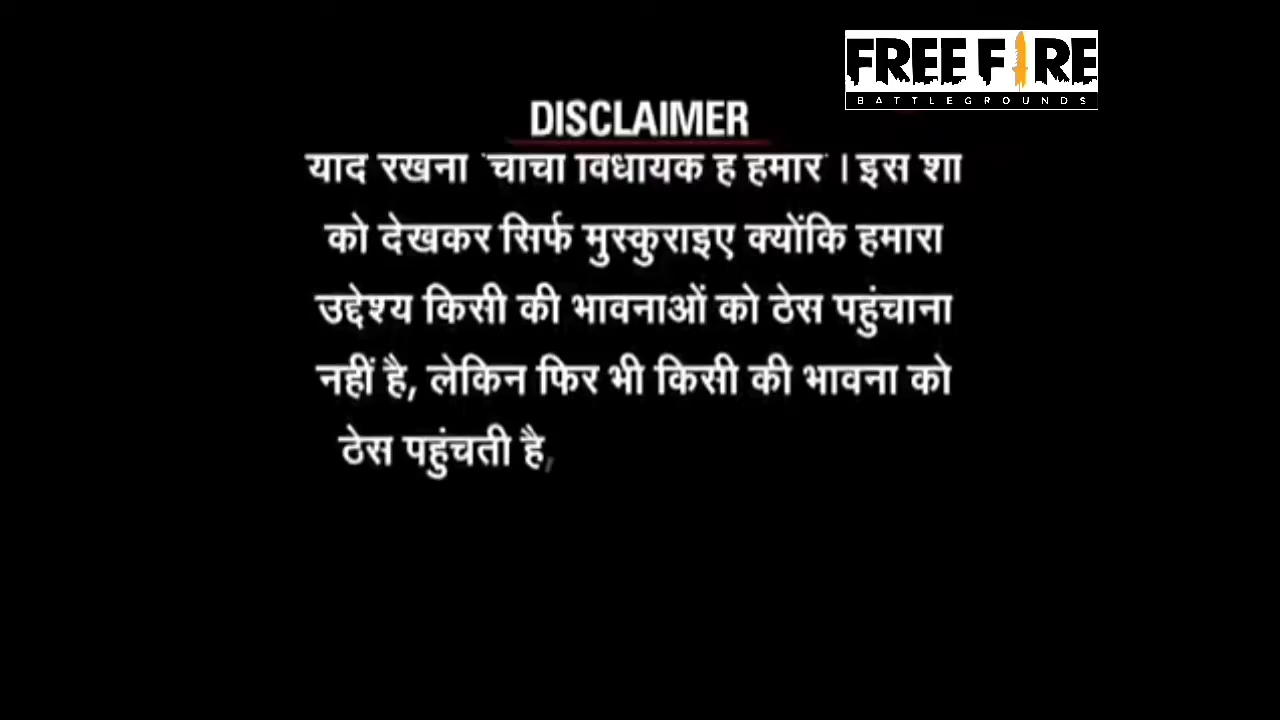 FREE FIRE
BATTLEGROUNDS
DISCLAIMER
याद रखना 'चाचा विधायक हैं हमारे' । इस शो
को देखकर सिर्फ मुस्कुराइए क्योंकि हमारा
उद्देश्य किसी की भावनाओं को ठेस पहुंचाना
नहीं है, लेकिन फिर भी किसी की भावना को
ठेस पहुंचती है,